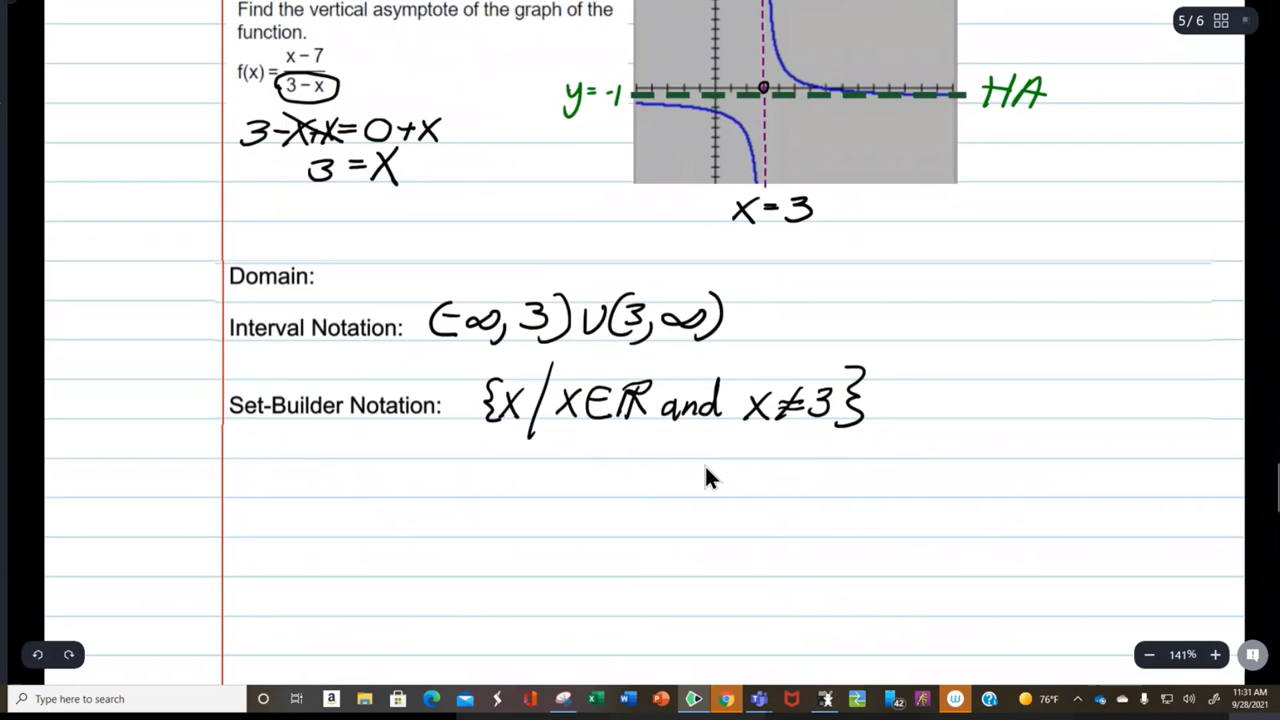 Find the vertical asymptote of the graph of the
function.
x – 7
f(x) =
3 – x
3-x+x=0+x
3 = x
y=-1
HA
x=3
Domain:
Interval Notation: (-∞, 3) ∪ (3, ∞)
Set-Builder Notation: {x / x∈ℝ and x≠3}
5 / 6
141%
Type here to search
42
76°F
11:31 AM
9/28/2021